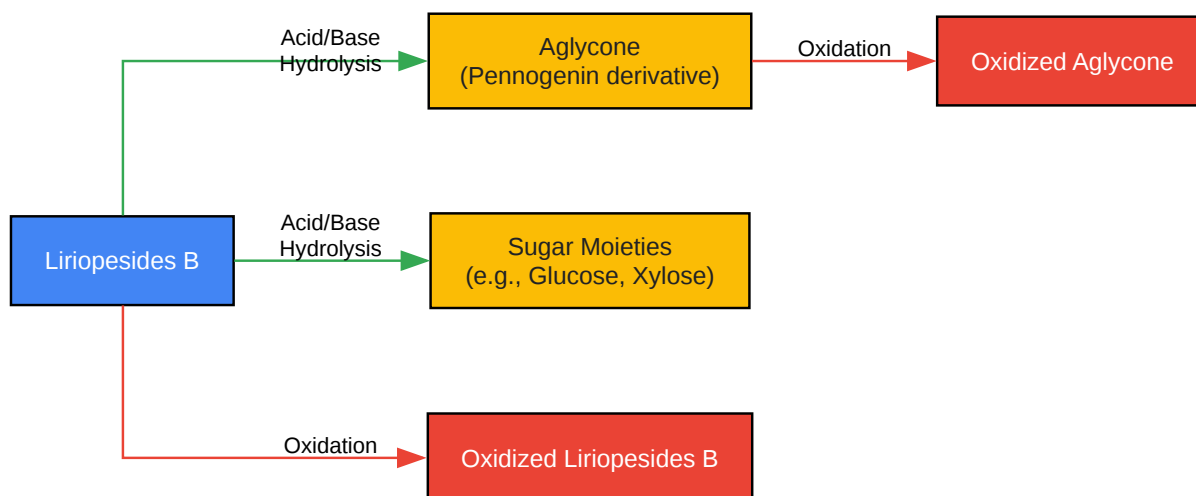 Acid/Base
Hydrolysis
Aglycone
(Pennogenin derivative)
Oxidation
Oxidized Aglycone
Liriopesides B
Acid/Base
Hydrolysis
Sugar Moieties
(e.g., Glucose, Xylose)
Oxidation
Oxidized Liriopesides B